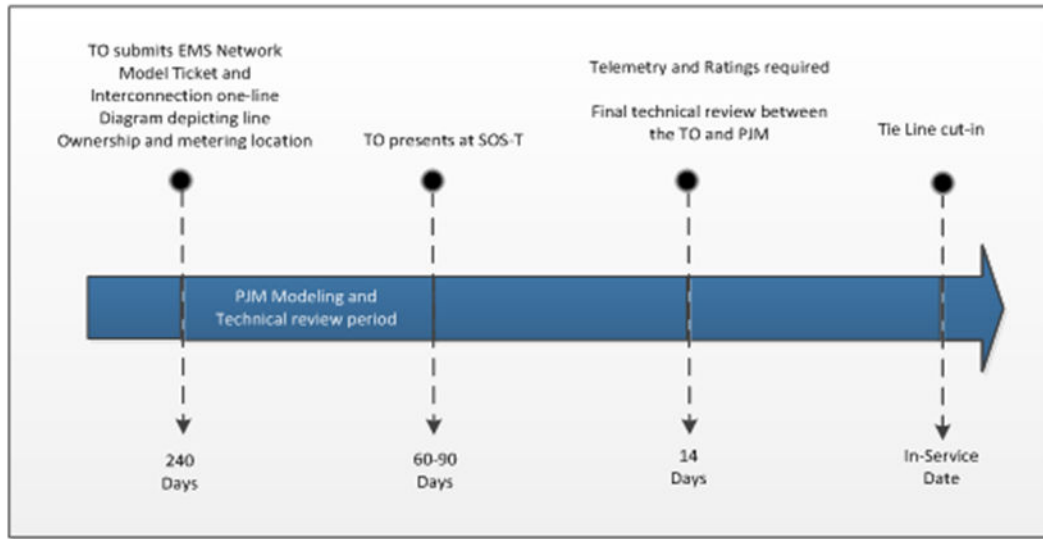 TO submits EMS Network
Model Ticket and
Interconnection one-line
Diagram depicting line
Ownership and metering location
TO presents at SOS-T
Telemetry and Ratings required
Final technical review between
the TO and PJM
Tie Line cut-in
PJM Modeling and
Technical review period
240
Days
60-90
Days
14
Days
In-Service
Date